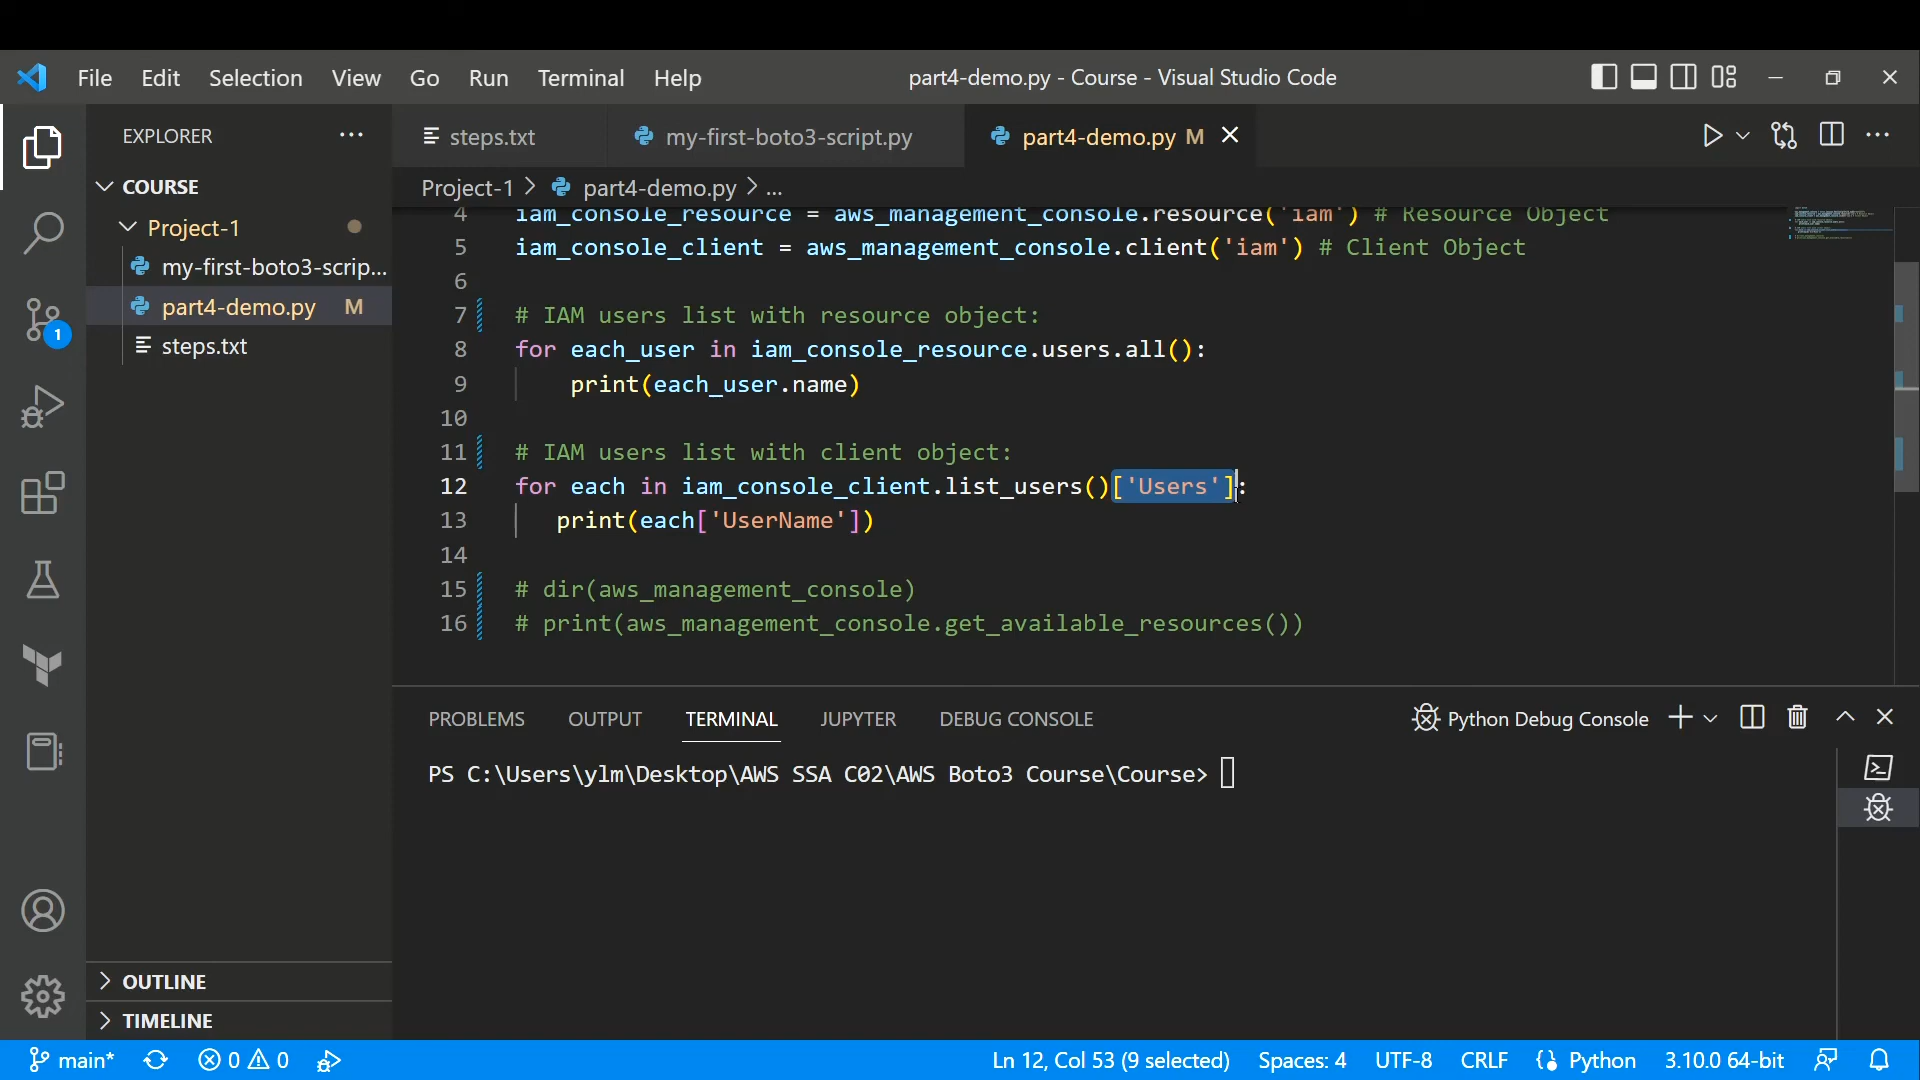 File Edit Selection View Go Run Terminal Help
part4-demo.py - Course - Visual Studio Code
EXPLORER
COURSE
Project-1
my-first-boto3-scrip...
part4-demo.py M
steps.txt
OUTLINE
TIMELINE
steps.txt
my-first-boto3-script.py
part4-demo.py M
Project-1 > part4-demo.py > ...
4 iam_console_resource = aws_management_console.resource('iam') # Resource Object
5 iam_console_client = aws_management_console.client('iam') # Client Object
6
7 # IAM users list with resource object:
8 for each_user in iam_console_resource.users.all():
9 print(each_user.name)
10
11 # IAM users list with client object:
12 for each in iam_console_client.list_users()['Users']:
13 print(each['UserName'])
14
15 # dir(aws_management_console)
16 # print(aws_management_console.get_available_resources())
PROBLEMS OUTPUT TERMINAL JUPYTER DEBUG CONSOLE
Python Debug Console
PS C:\Users\ylm\Desktop\AWS SSA C02\AWS Boto3 Course\Course>
1
main* 0 0
Ln 12, Col 53 (9 selected) Spaces: 4 UTF-8 CRLF Python 3.10.0 64-bit